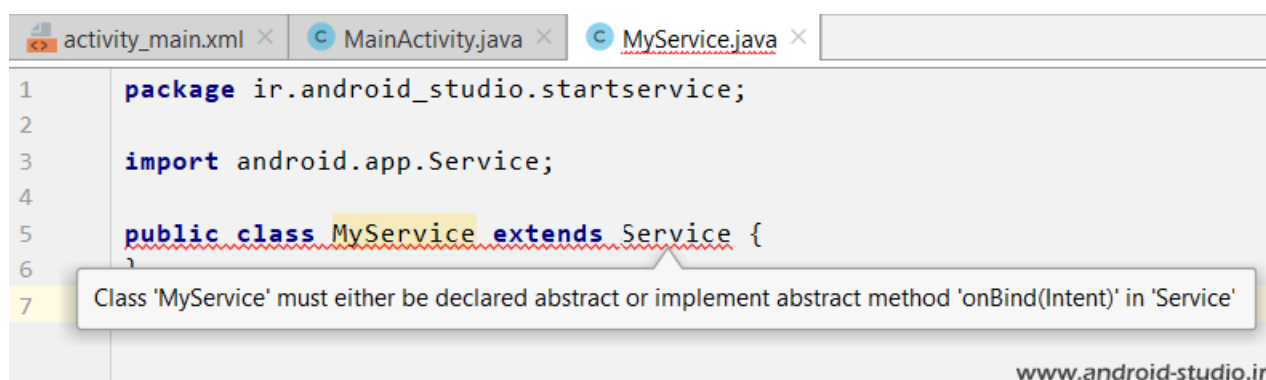 activity_main.xml × MainActivity.java × MyService.java ×
1 package ir.android_studio.startservice;
2
3 import android.app.Service;
4
5 public class MyService extends Service {
6 }
7
Class 'MyService' must either be declared abstract or implement abstract method 'onBind(Intent)' in 'Service'
www.android-studio.ir